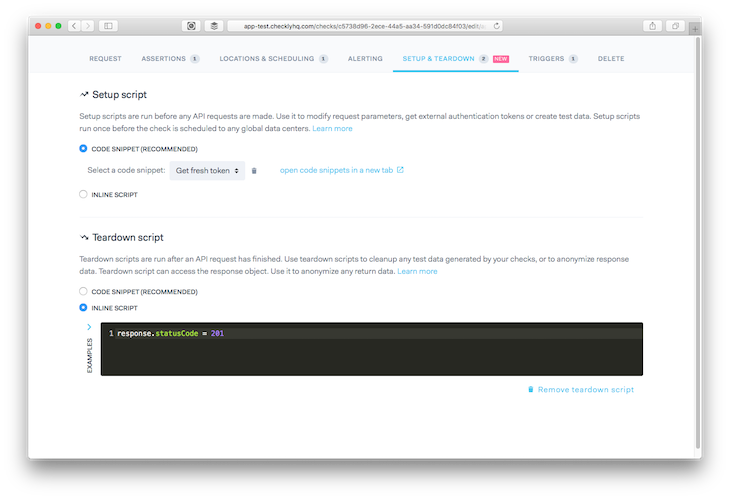 app-test.checklyhq.com/checks/c5738d96-2ece-44a5-aa34-591d0dc84f03/edit/
REQUEST ASSERTIONS 1 LOCATIONS & SCHEDULING 1 ALERTING SETUP & TEARDOWN 2 NEW TRIGGERS 1 DELETE
Setup script
Setup scripts are run before any API requests are made. Use it to modify request parameters, get external authentication tokens or create test data. Setup scripts
run once before the check is scheduled to any global data centers. Learn more
CODE SNIPPET (RECOMMENDED)
Select a code snippet: Get fresh token open code snippets in a new tab
INLINE SCRIPT
Teardown script
Teardown scripts are run after an API request has finished. Use teardown scripts to cleanup any test data generated by your checks, or to anonymize response
data. Teardown script can access the response object. Use it to anonymize any return data. Learn more
CODE SNIPPET (RECOMMENDED)
INLINE SCRIPT
EXAMPLES
1 response.statusCode = 201
Remove teardown script